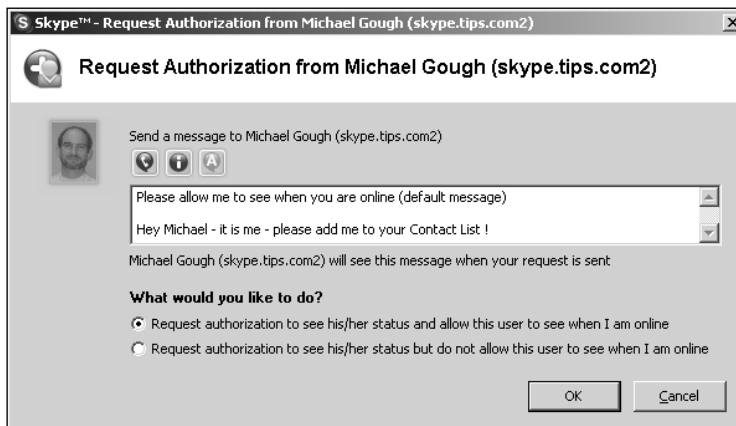 Skype™ - Request Authorization from Michael Gough (skype.tips.com2)
Request Authorization from Michael Gough (skype.tips.com2)
Send a message to Michael Gough (skype.tips.com2)
Please allow me to see when you are online (default message)
Hey Michael - it is me - please add me to your Contact List !
Michael Gough (skype.tips.com2) will see this message when your request is sent
What would you like to do?
Request authorization to see his/her status and allow this user to see when I am online
Request authorization to see his/her status but do not allow this user to see when I am online
OK Cancel